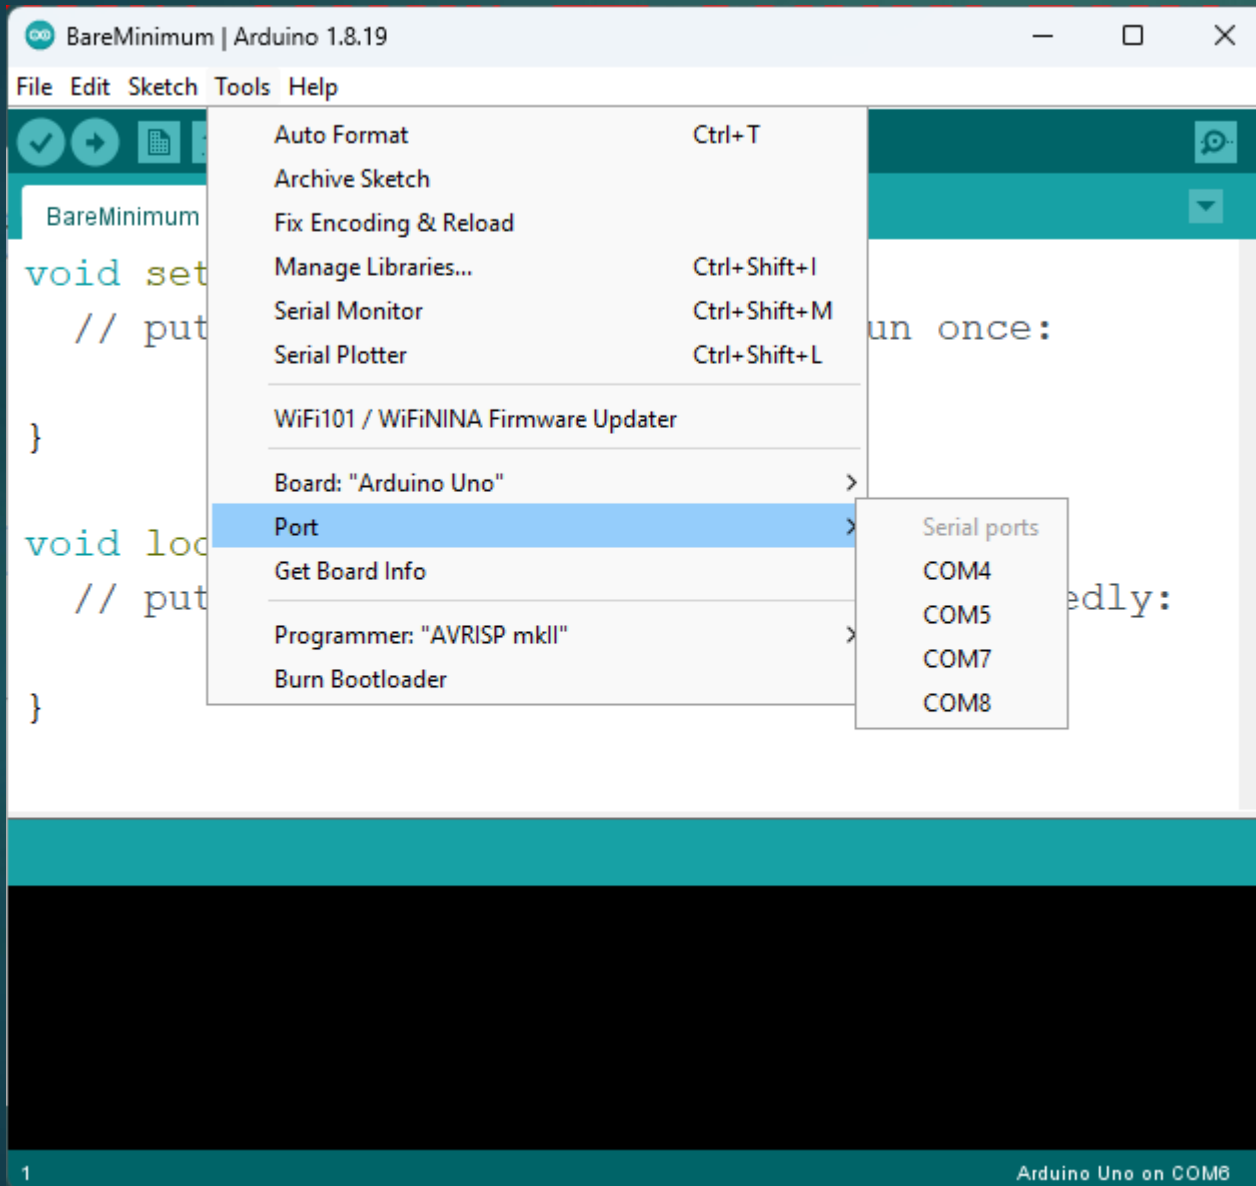 BareMinimum | Arduino 1.8.19
File Edit Sketch Tools Help
Auto Format Ctrl+T
Archive Sketch
BareMinimum
Fix Encoding & Reload
void set
Manage Libraries... Ctrl+Shift+I
Serial Monitor Ctrl+Shift+M
// put un once:
Serial Plotter Ctrl+Shift+L
WiFi101 / WiFiNINA Firmware Updater
}
Board: "Arduino Uno"
Port
Serial ports
void loo
Get Board Info
COM4
// put edly:
COM5
Programmer: "AVRISP mkII"
COM7
Burn Bootloader
COM8
}
1 Arduino Uno on COM6